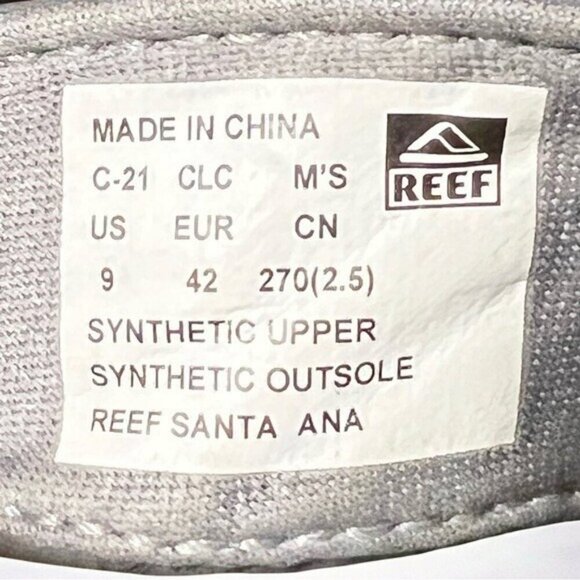 MADE IN CHINA
C-21 CLC M'S
REEF
US EUR CN
9 42 270(2.5)
SYNTHETIC UPPER
SYNTHETIC OUTSOLE
REEF SANTA ANA